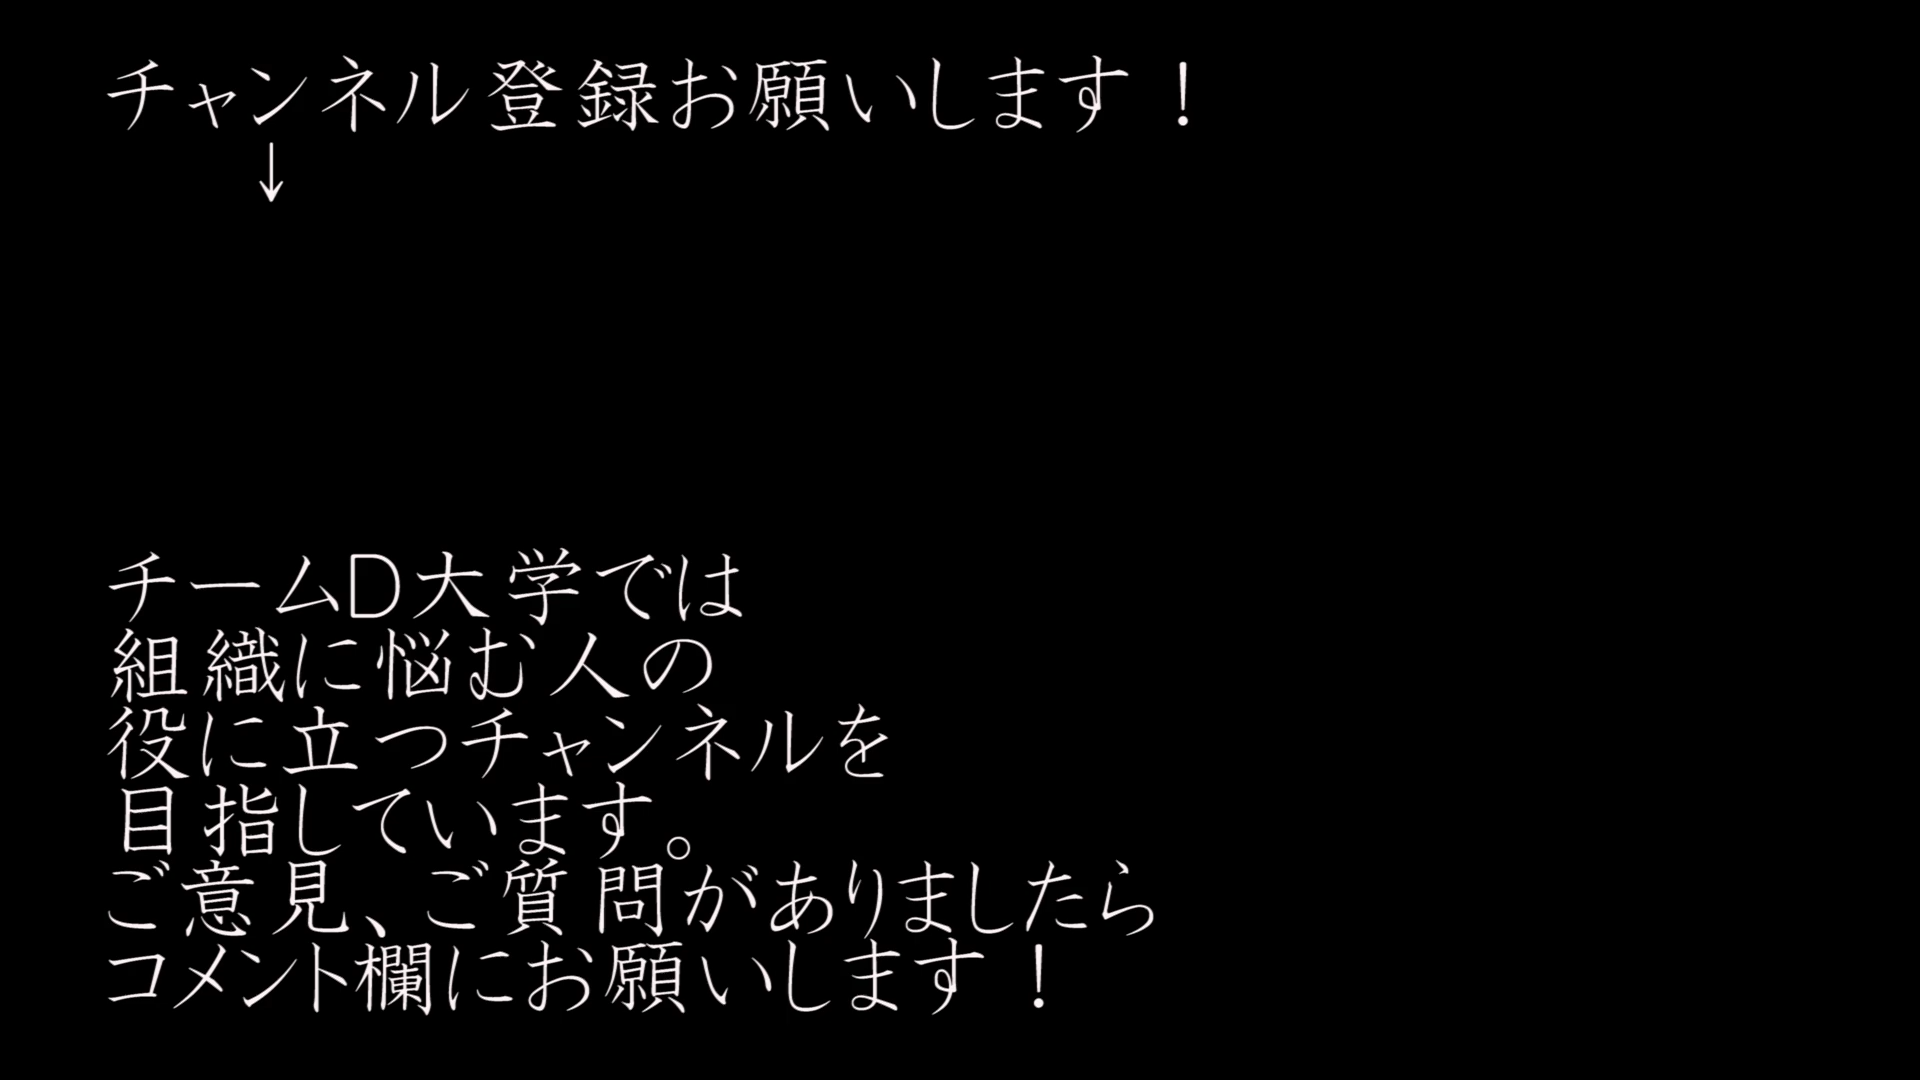 チャンネル登録お願いします！
↓
チームD大学では
組織に悩む人の
役に立つチャンネルを
目指しています。
ご意見、ご質問がありましたら
コメント欄にお願いします！